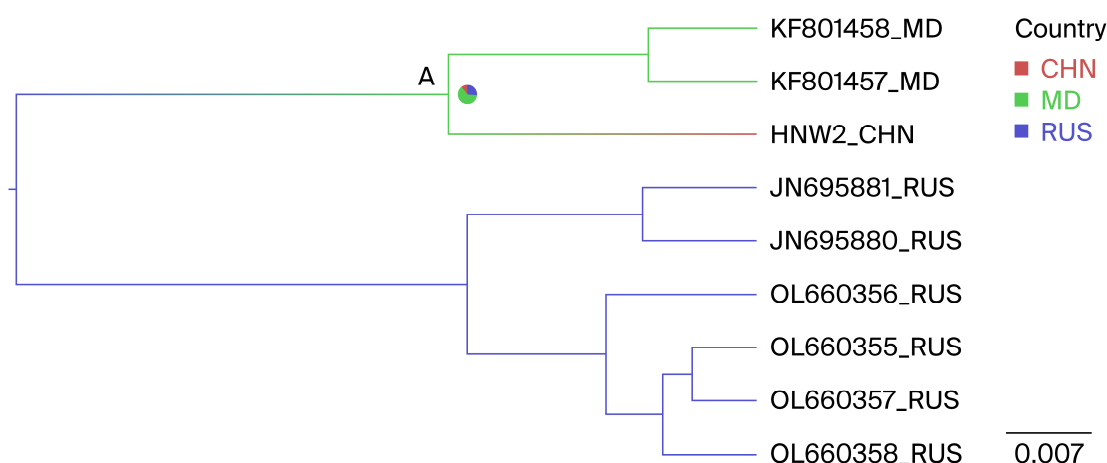 KF801458_MD
A
KF801457_MD
HNW2_CHN
JN695881_RUS
JN695880_RUS
OL660356_RUS
OL660355_RUS
OL660357_RUS
OL660358_RUS
Country
CHN
MD
RUS
0.007